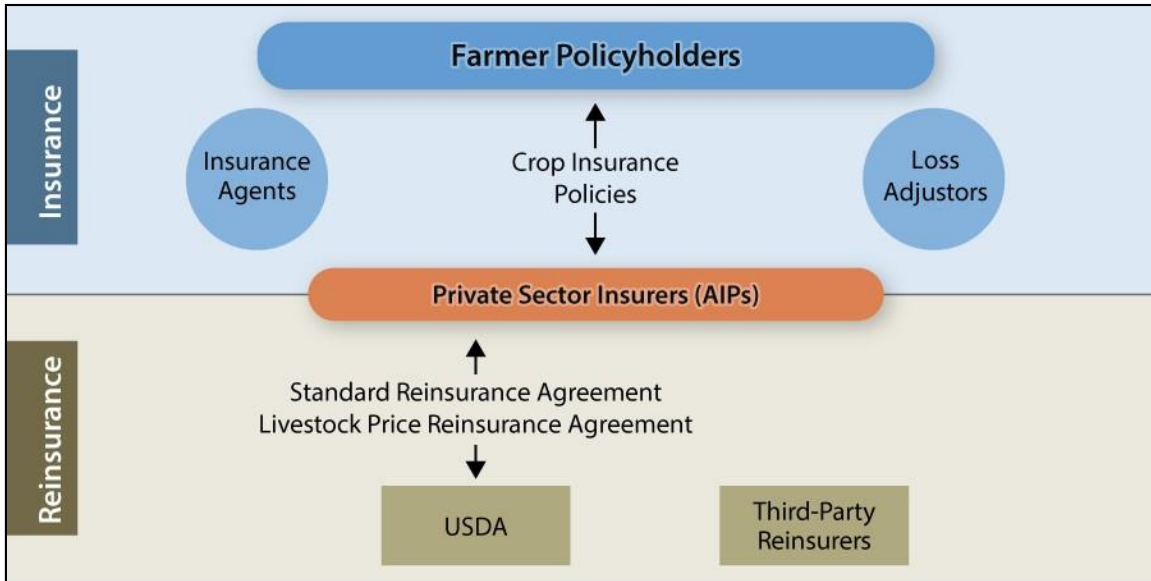 Insurance
Farmer Policyholders
Insurance
Agents
Crop Insurance
Policies
Loss
Adjustors
Private Sector Insurers (AIPs)
Reinsurance
Standard Reinsurance Agreement
Livestock Price Reinsurance Agreement
USDA
Third-Party
Reinsurers